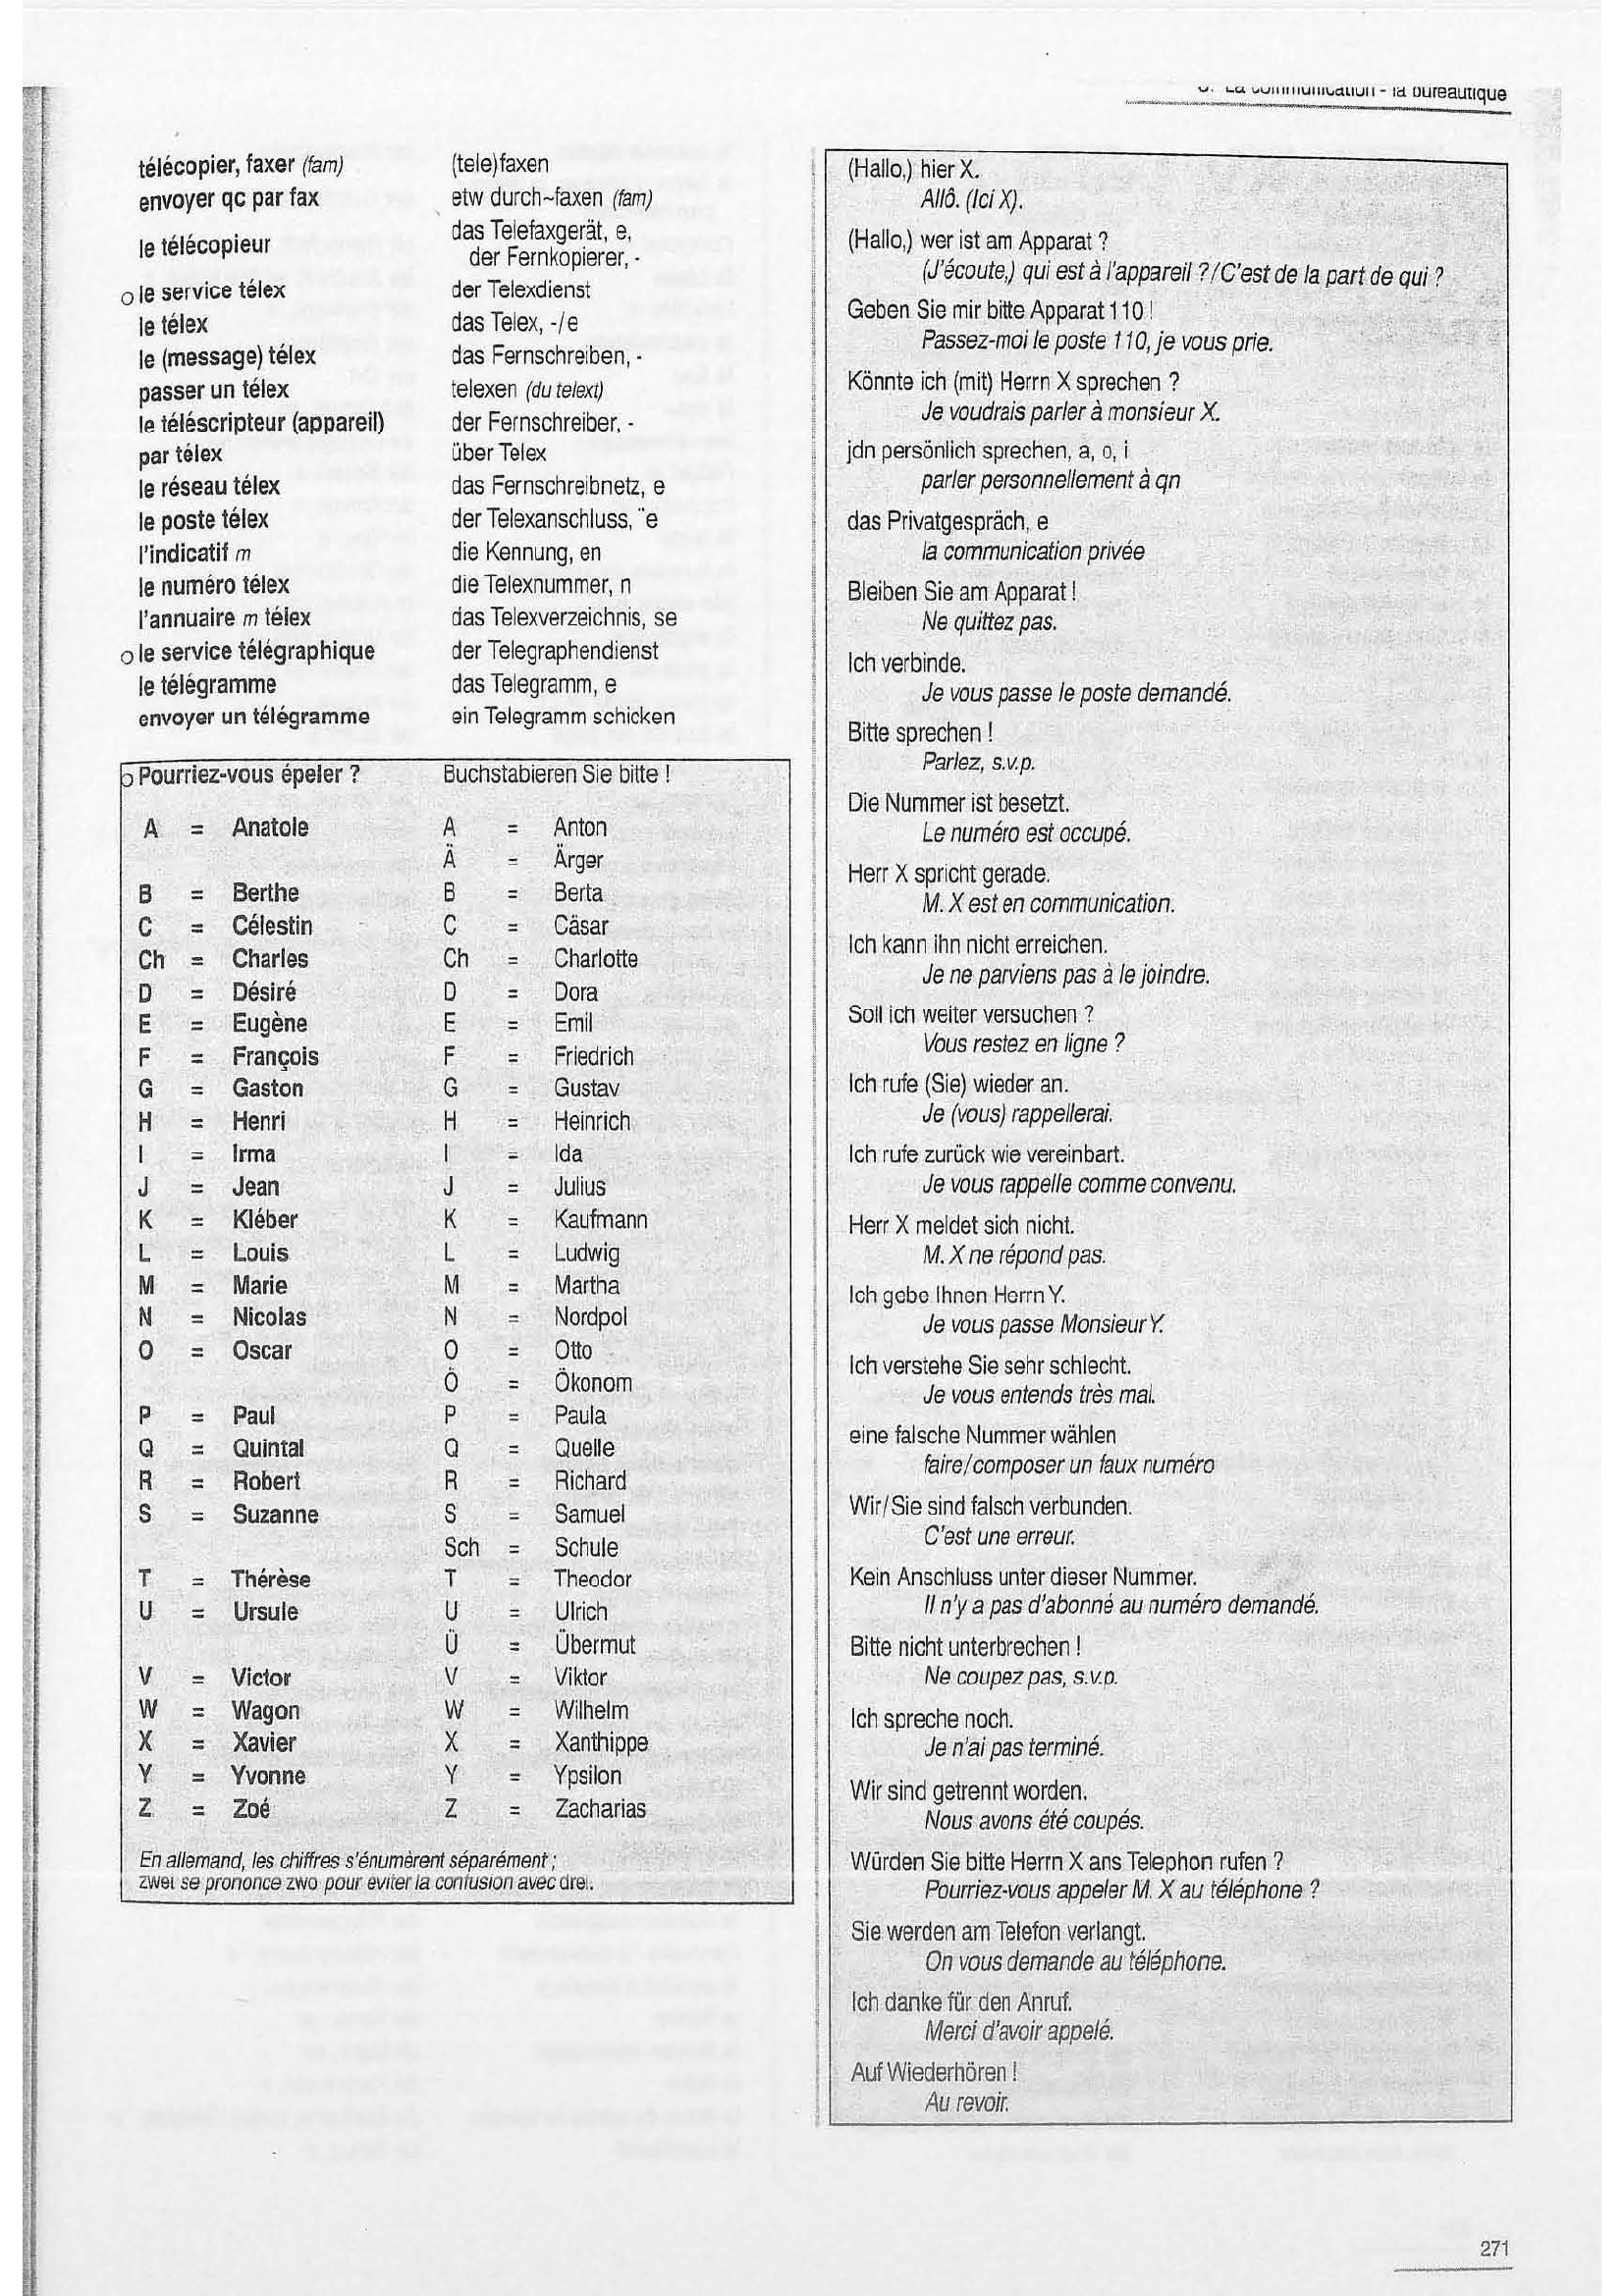 La communication - la bureautique
télécopier, faxer (fam) (tele)faxen
envoyer qc par fax etw durch~faxen (fam)
le télécopieur das Telefaxgerät, e,
der Fernkopierer, -
o le service télex der Telexdienst
le télex das Telex, -/e
le (message) télex das Fernschreiben, -
passer un télex telexen (du telext)
le téléscripteur (appareil) der Fernschreiber, -
par télex über Telex
le réseau télex das Fernschreibnetz, e
le poste télex der Telexanschluss, ¨e
l'indicatif m die Kennung, en
le numéro télex die Telexnummer, n
l'annuaire m télex das Telexverzeichnis, se
o le service télégraphique der Telegraphendienst
le télégramme das Telegramm, e
envoyer un télégramme ein Telegramm schicken
o Pourriez-vous épeler ? Buchstabieren Sie bitte !
A = Anatole A = Anton
Ä = Ärger
B = Berthe B = Berta
C = Célestin C = Cäsar
Ch = Charles Ch = Charlotte
D = Désiré D = Dora
E = Eugène E = Emil
F = François F = Friedrich
G = Gaston G = Gustav
H = Henri H = Heinrich
I = Irma I = Ida
J = Jean J = Julius
K = Kléber K = Kaufmann
L = Louis L = Ludwig
M = Marie M = Martha
N = Nicolas N = Nordpol
O = Oscar O = Otto
Ö = Ökonom
P = Paul P = Paula
Q = Quintal Q = Quelle
R = Robert R = Richard
S = Suzanne S = Samuel
Sch = Schule
T = Thérèse T = Theodor
U = Ursule U = Ulrich
Ü = Übermut
V = Victor V = Viktor
W = Wagon W = Wilhelm
X = Xavier X = Xanthippe
Y = Yvonne Y = Ypsilon
Z = Zoé Z = Zacharias
En allemand, les chiffres s'énumèrent séparément ;
zwei se prononce zwo pour éviter la confusion avec drei.
(Hallo,) hier X.
Allô. (Ici X).
(Hallo,) wer ist am Apparat ?
(J'écoute,) qui est à l'appareil ? / C'est de la part de qui ?
Geben Sie mir bitte Apparat 110 !
Passez-moi le poste 110, je vous prie.
Könnte ich (mit) Herrn X sprechen ?
Je voudrais parler à monsieur X.
jdn persönlich sprechen, a, o, i
parler personnellement à qn
das Privatgespräch, e
la communication privée
Bleiben Sie am Apparat !
Ne quittez pas.
Ich verbinde.
Je vous passe le poste demandé.
Bitte sprechen !
Parlez, s.v.p.
Die Nummer ist besetzt.
Le numéro est occupé.
Herr X spricht gerade.
M. X est en communication.
Ich kann ihn nicht erreichen.
Je ne parviens pas à le joindre.
Soll ich weiter versuchen ?
Vous restez en ligne ?
Ich rufe (Sie) wieder an.
Je (vous) rappellerai.
Ich rufe zurück wie vereinbart.
Je vous rappelle comme convenu.
Herr X meldet sich nicht.
M. X ne répond pas.
Ich gebe Ihnen Herrn Y.
Je vous passe Monsieur Y.
Ich verstehe Sie sehr schlecht.
Je vous entends très mal.
eine falsche Nummer wählen
faire/composer un faux numéro
Wir/Sie sind falsch verbunden.
C'est une erreur.
Kein Anschluss unter dieser Nummer.
Il n'y a pas d'abonné au numéro demandé.
Bitte nicht unterbrechen !
Ne coupez pas, s.v.p.
Ich spreche noch.
Je n'ai pas terminé.
Wir sind getrennt worden.
Nous avons été coupés.
Würden Sie bitte Herrn X ans Telephon rufen ?
Pourriez-vous appeler M. X au téléphone ?
Sie werden am Telefon verlangt.
On vous demande au téléphone.
Ich danke für den Anruf.
Merci d'avoir appelé.
Auf Wiederhören !
Au revoir.
271